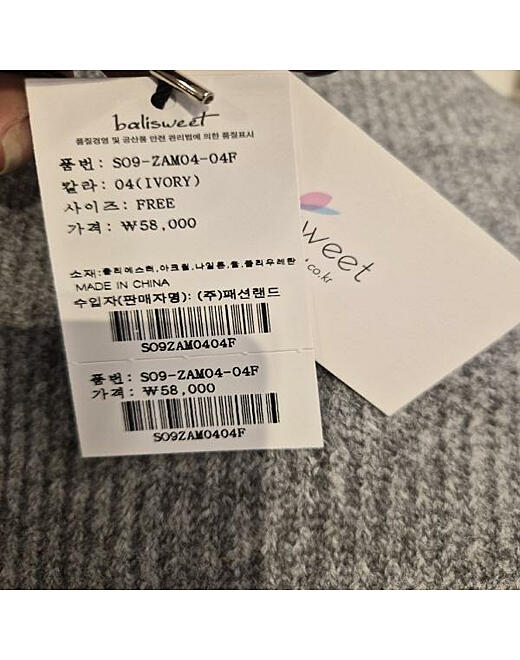 balisweet
품질경영 및 공산품 안전 관리법에 의한 품질표시
품번: S09-ZAM04-04F
칼라: 04(IVORY)
사이즈: FREE
가격: ₩58,000
소재:폴리에스터,아크릴,나일론,울,폴리우레탄
MADE IN CHINA
수입자(판매자명): (주)패션랜드
S09ZAM0404F
품번: S09-ZAM04-04F
가격: ₩58,000
S09ZAM0404F
weet
.co.kr